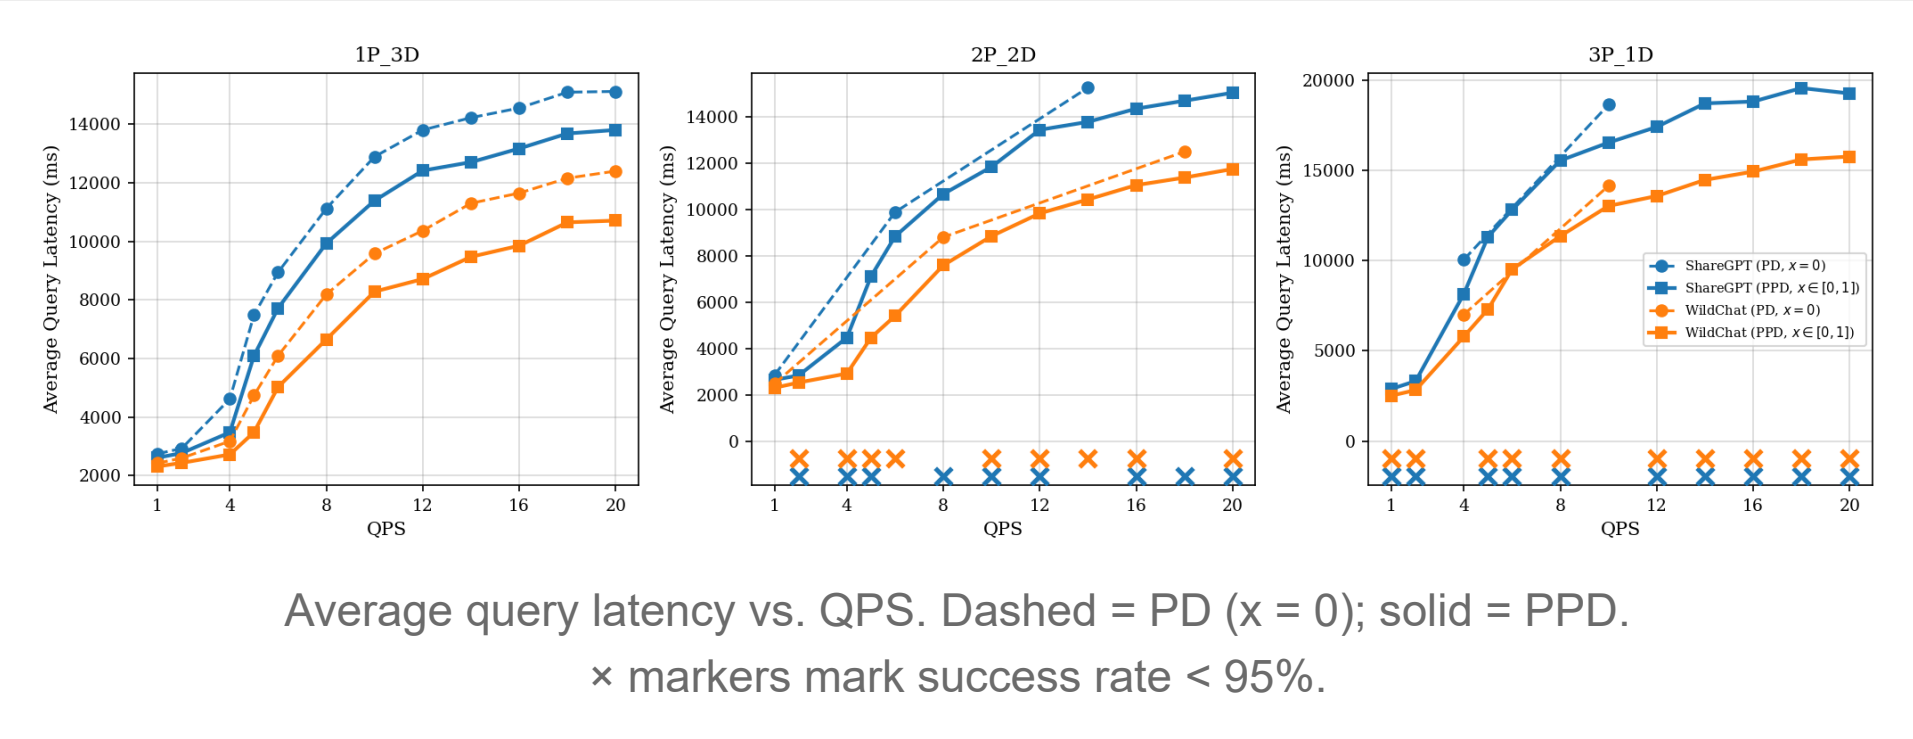 1P_3D
14000
12000
10000
8000
6000
4000
2000
Average Query Latency (ms)
1 4 8 12 16 20
QPS
2P_2D
14000
12000
10000
8000
6000
4000
2000
0
Average Query Latency (ms)
1 4 8 12 16 20
QPS
3P_1D
20000
15000
10000
5000
0
Average Query Latency (ms)
1 4 8 12 16 20
QPS
ShareGPT (PD, x = 0)
ShareGPT (PPD, x ∈ [0, 1])
WildChat (PD, x = 0)
WildChat (PPD, x ∈ [0, 1])
Average query latency vs. QPS. Dashed = PD (x = 0); solid = PPD.
× markers mark success rate < 95%.